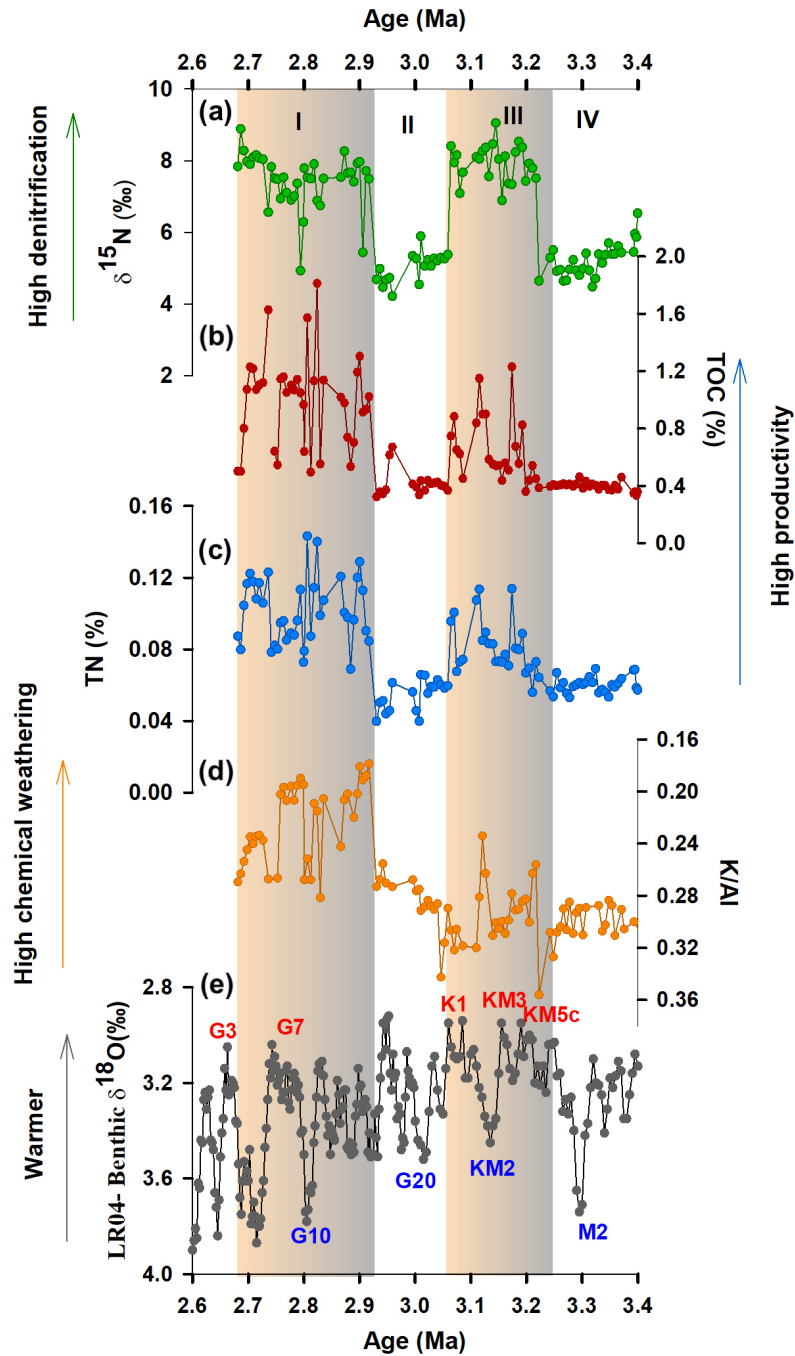 Age (Ma)
2.6 2.7 2.8 2.9 3.0 3.1 3.2 3.3 3.4
10
8
6
4
2
δ 15N (‰)
High denitrification
(a)
I
II
III
IV
(b)
2.0
1.6
1.2
0.8
0.4
0.0
TOC (%)
High productivity
0.16
0.12
0.08
0.04
0.00
TN (%)
(c)
(d)
High chemical weathering
0.16
0.20
0.24
0.28
0.32
0.36
K/Al
(e)
2.8
3.2
3.6
4.0
LR04- Benthic δ18O(‰)
Warmer
G3
G7
K1
KM3
KM5c
G10
G20
KM2
M2
2.6 2.7 2.8 2.9 3.0 3.1 3.2 3.3 3.4
Age (Ma)